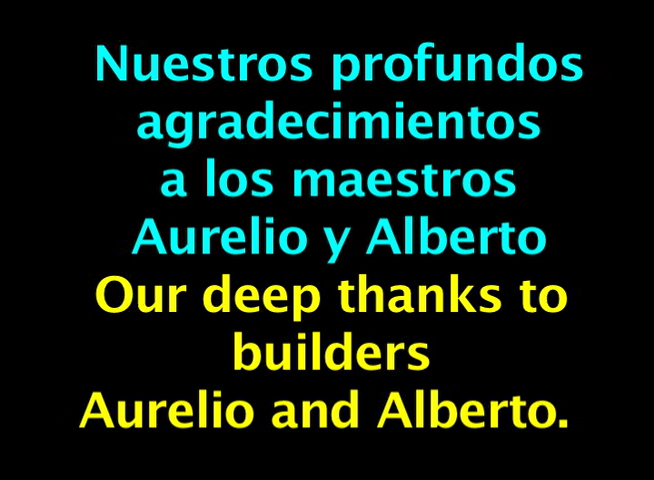 Nuestros profundos
agradecimientos
a los maestros
Aurelio y Alberto
Our deep thanks to
builders
Aurelio and Alberto.